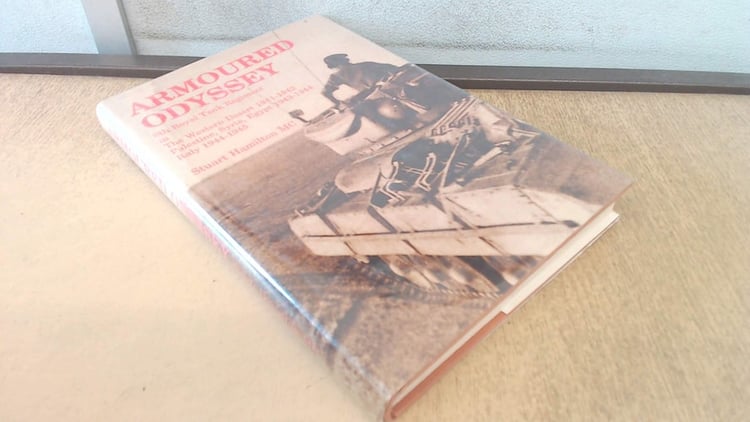 ARMOURED
ODYSSEY
8th Royal Tank Regiment
in
The Western Desert 1941-1942
Palestine, Syria, Egypt 1943-1944
Italy 1944-1945
Stuart Hamilton MC